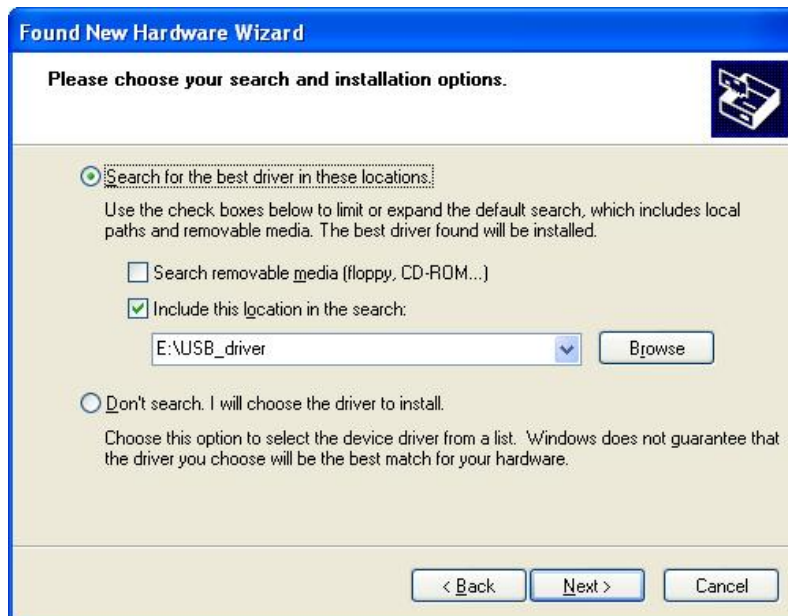 Found New Hardware Wizard
Please choose your search and installation options.
Search for the best driver in these locations.
Use the check boxes below to limit or expand the default search, which includes local
paths and removable media. The best driver found will be installed.
Search removable media (floppy, CD-ROM...)
Include this location in the search:
E:\USB_driver
Browse
Don't search. I will choose the driver to install.
Choose this option to select the device driver from a list. Windows does not guarantee that
the driver you choose will be the best match for your hardware.
< Back
Next >
Cancel